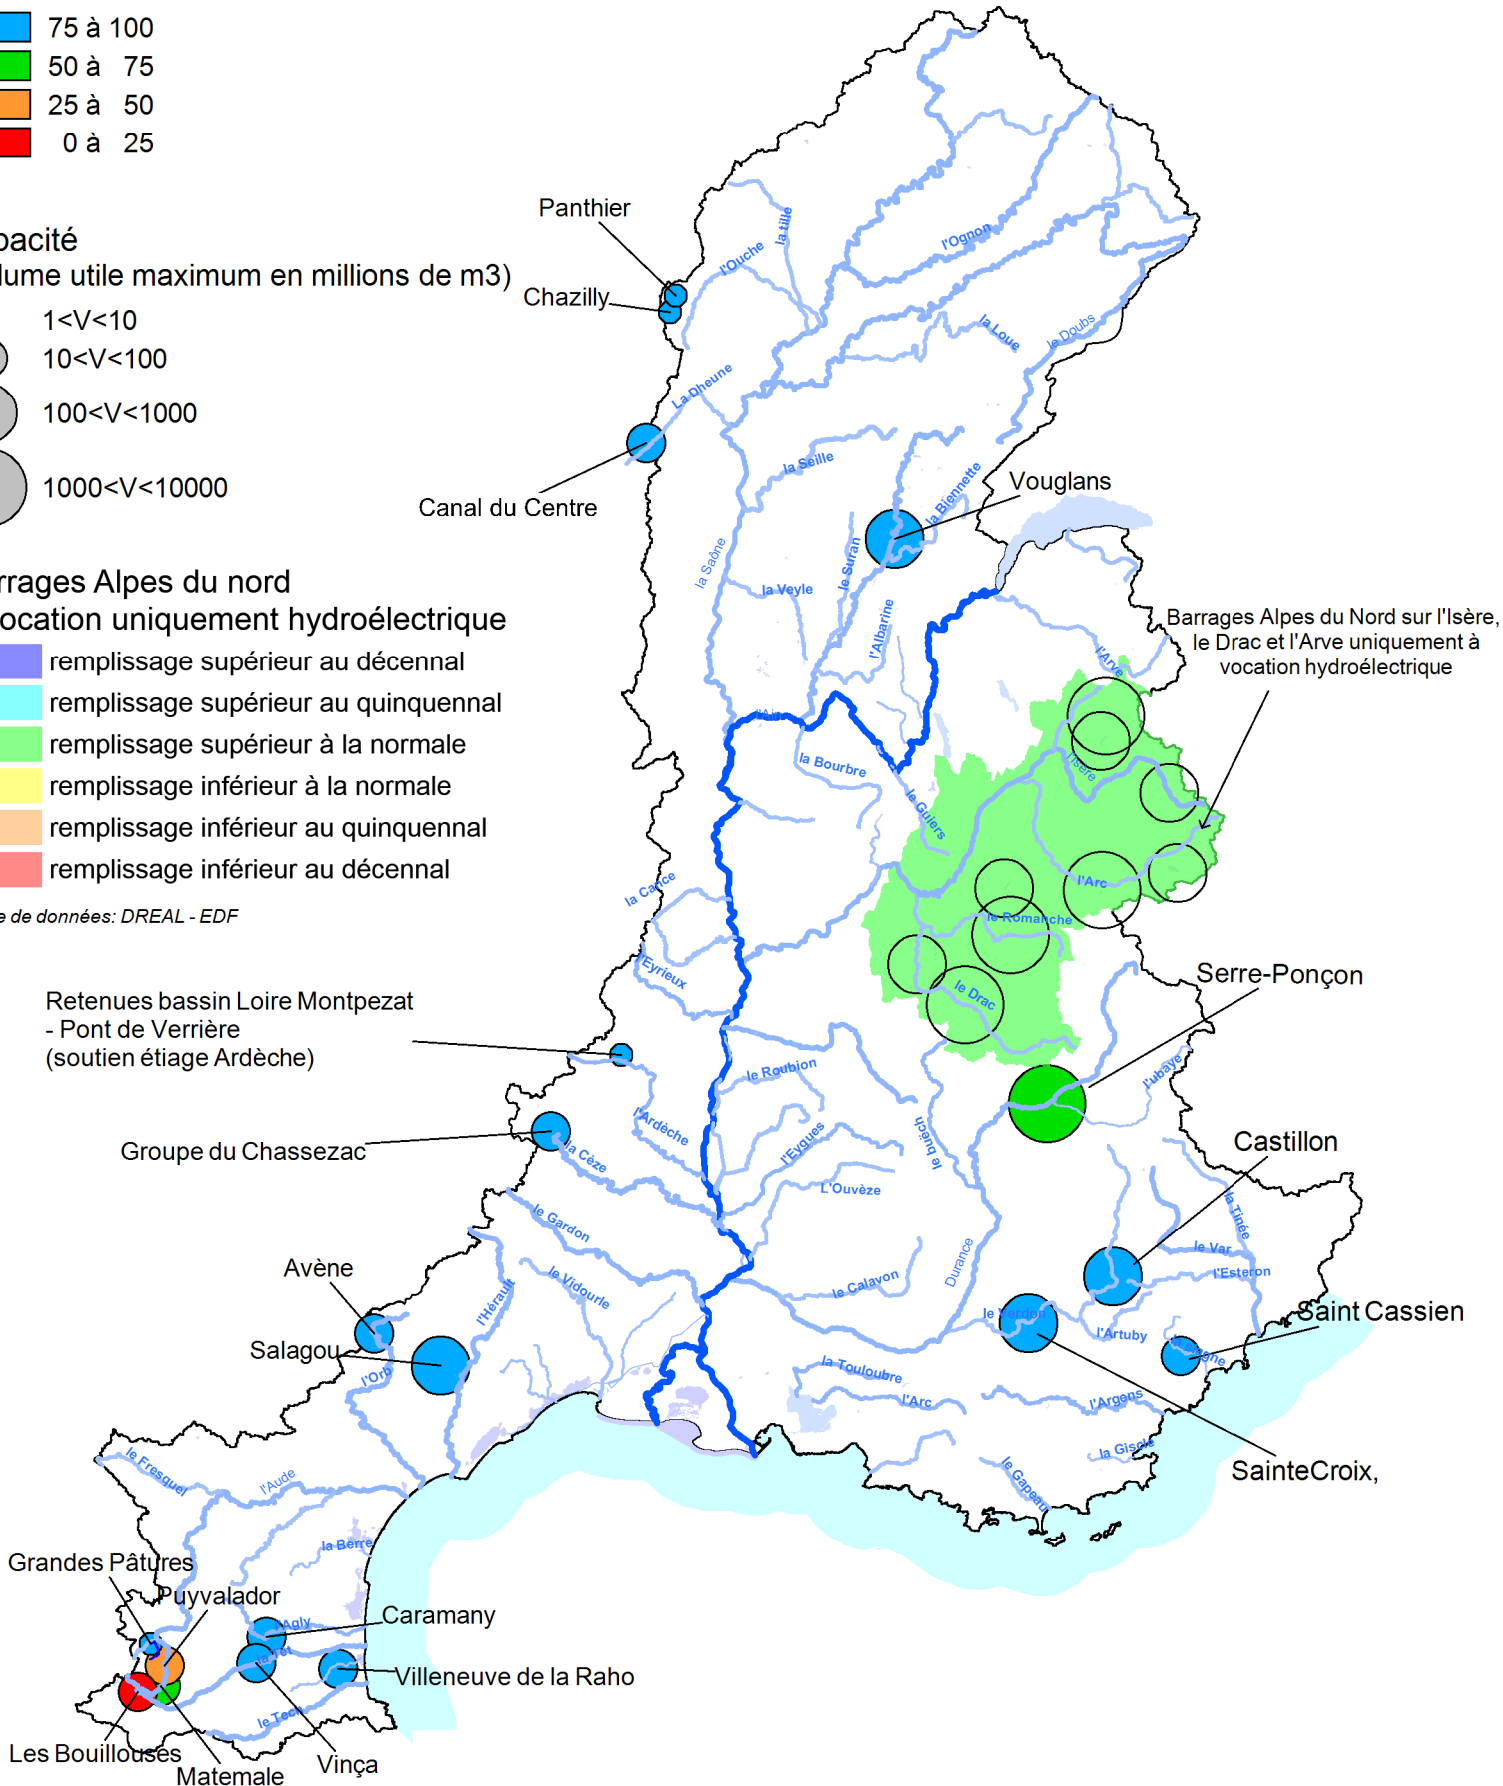 75 à 100
50 à 75
25 à 50
0 à 25
pacité
lume utile maximum en millions de m3)
1<V<10
10<V<100
100<V<1000
1000<V<10000
rrages Alpes du nord
ocation uniquement hydroélectrique
remplissage supérieur au décennal
remplissage supérieur au quinquennal
remplissage supérieur à la normale
remplissage inférieur à la normale
remplissage inférieur au quinquennal
remplissage inférieur au décennal
e de données: DREAL - EDF
Panthier
la tille
l'Ouche
l'Ognon
Chazilly
la Loue
le Doubs
La Dheune
la Seille
Canal du Centre
Vouglans
la Biennette
la Saône
le Suran
la Veyle
l'Albarine
Barrages Alpes du Nord sur l'Isère,
le Drac et l'Arve uniquement à
vocation hydroélectrique
l'Arve
l'Ain
la Bourbre
l'Isère
le Guiers
la Cance
l'Arc
le Romanche
l'Eyrieux
le Drac
Serre-Ponçon
Retenues bassin Loire Montpezat
- Pont de Verrière
(soutien étiage Ardèche)
le Roubion
l'ubaye
l'Ardèche
le buëch
l'Eygues
Groupe du Chassezac
la Cèze
Castillon
L'Ouvèze
le Gardon
la Tinée
le Var
l'Esteron
Avène
le Vidourle
l'Hérault
le Calavon
Durance
le Verdon
Saint Cassien
l'Artuby
Salagou
l'Orb
la Touloubre
l'Arc
l'Argens
la Giscle
le Gapeau
SainteCroix,
le Fresquel
l'Aude
la Berre
Grandes Pâtures
Puyvalador
l'Agly
Caramany
la Têt
Villeneuve de la Raho
le Tech
Les Bouillouses
Matemale
Vinça